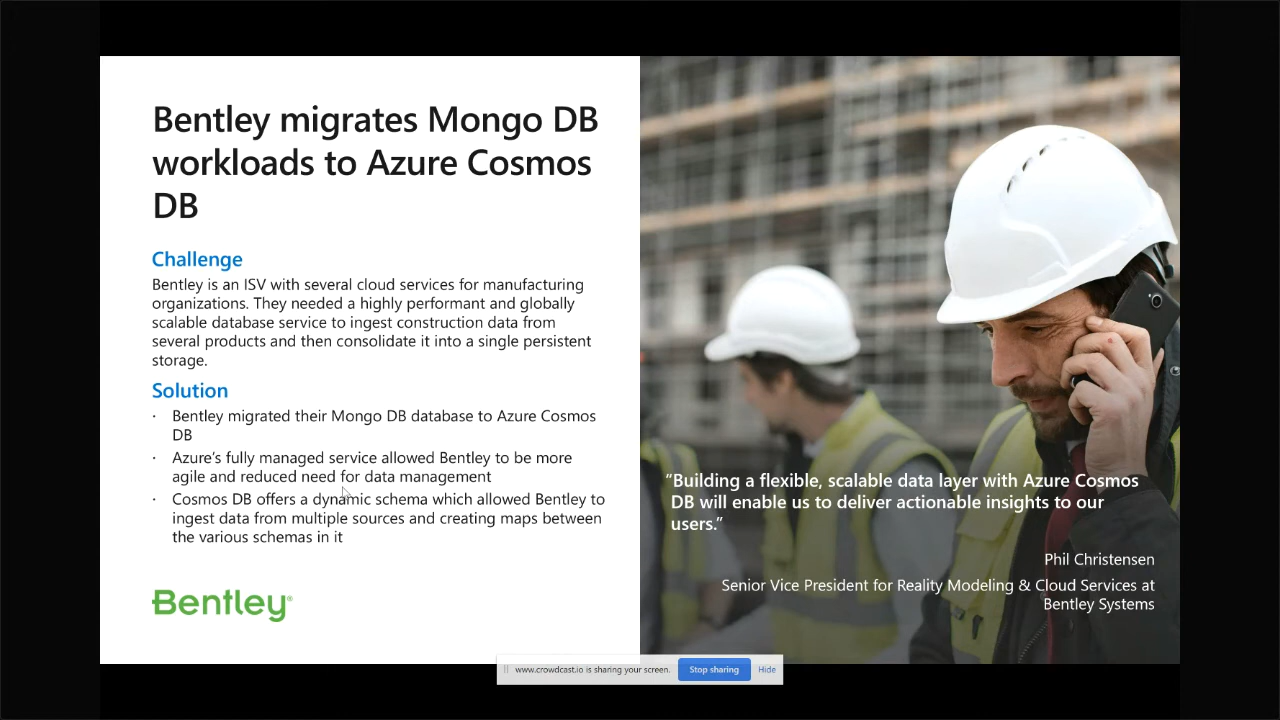 Bentley migrates Mongo DB
workloads to Azure Cosmos
DB
Challenge
Bentley is an ISV with several cloud services for manufacturing
organizations. They needed a highly performant and globally
scalable database service to ingest construction data from
several products and then consolidate it into a single persistent
storage.
Solution
· Bentley migrated their Mongo DB database to Azure Cosmos
DB
· Azure’s fully managed service allowed Bentley to be more
agile and reduced need for data management
· Cosmos DB offers a dynamic schema which allowed Bentley to
ingest data from multiple sources and creating maps between
the various schemas in it
Bentley®
"Building a flexible, scalable data layer with Azure Cosmos
DB will enable us to deliver actionable insights to our
users.”
Phil Christensen
Senior Vice President for Reality Modeling & Cloud Services at
Bentley Systems
www.crowdcast.io is sharing your screen.
Stop sharing
Hide